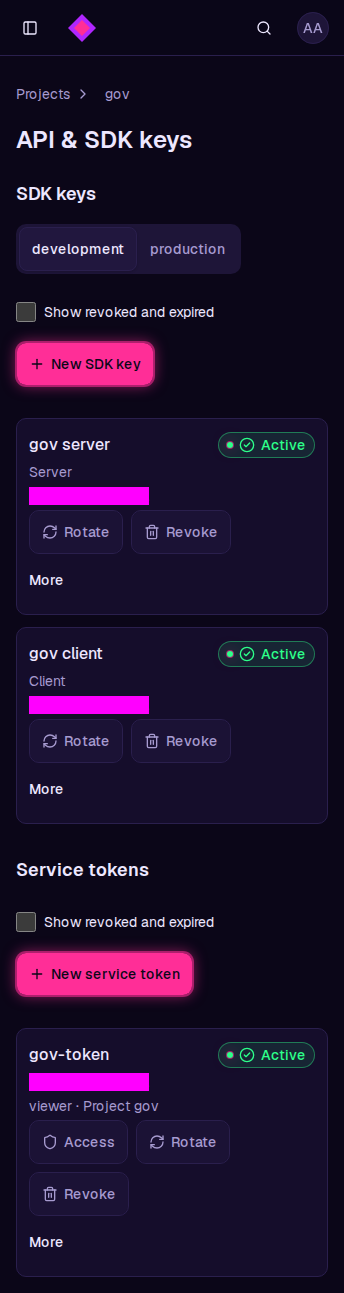 AA
Projects > gov
API & SDK keys
SDK keys
development production
Show revoked and expired
+ New SDK key
gov server Active
Server
Rotate Revoke
More
gov client Active
Client
Rotate Revoke
More
Service tokens
Show revoked and expired
+ New service token
gov-token Active
viewer · Project gov
Access Rotate
Revoke
More